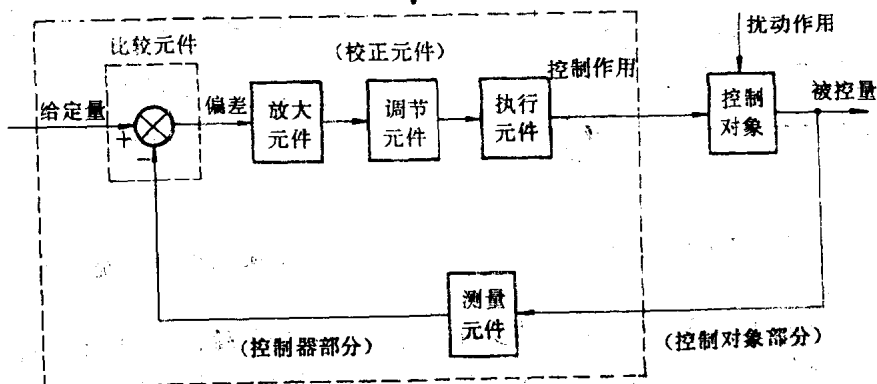 比较元件
（校正元件）
控制作用
扰动作用
给定量
+
−
偏差
放大
元件
调节
元件
执行
元件
控制
对象
被控量
测量
元件
（控制器部分）
（控制对象部分）